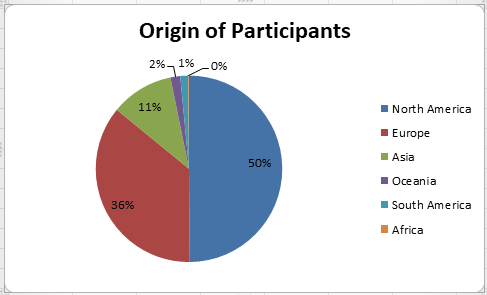 Origin of Participants
2%
1%
0%
11%
50%
36%
North America
Europe
Asia
Oceania
South America
Africa